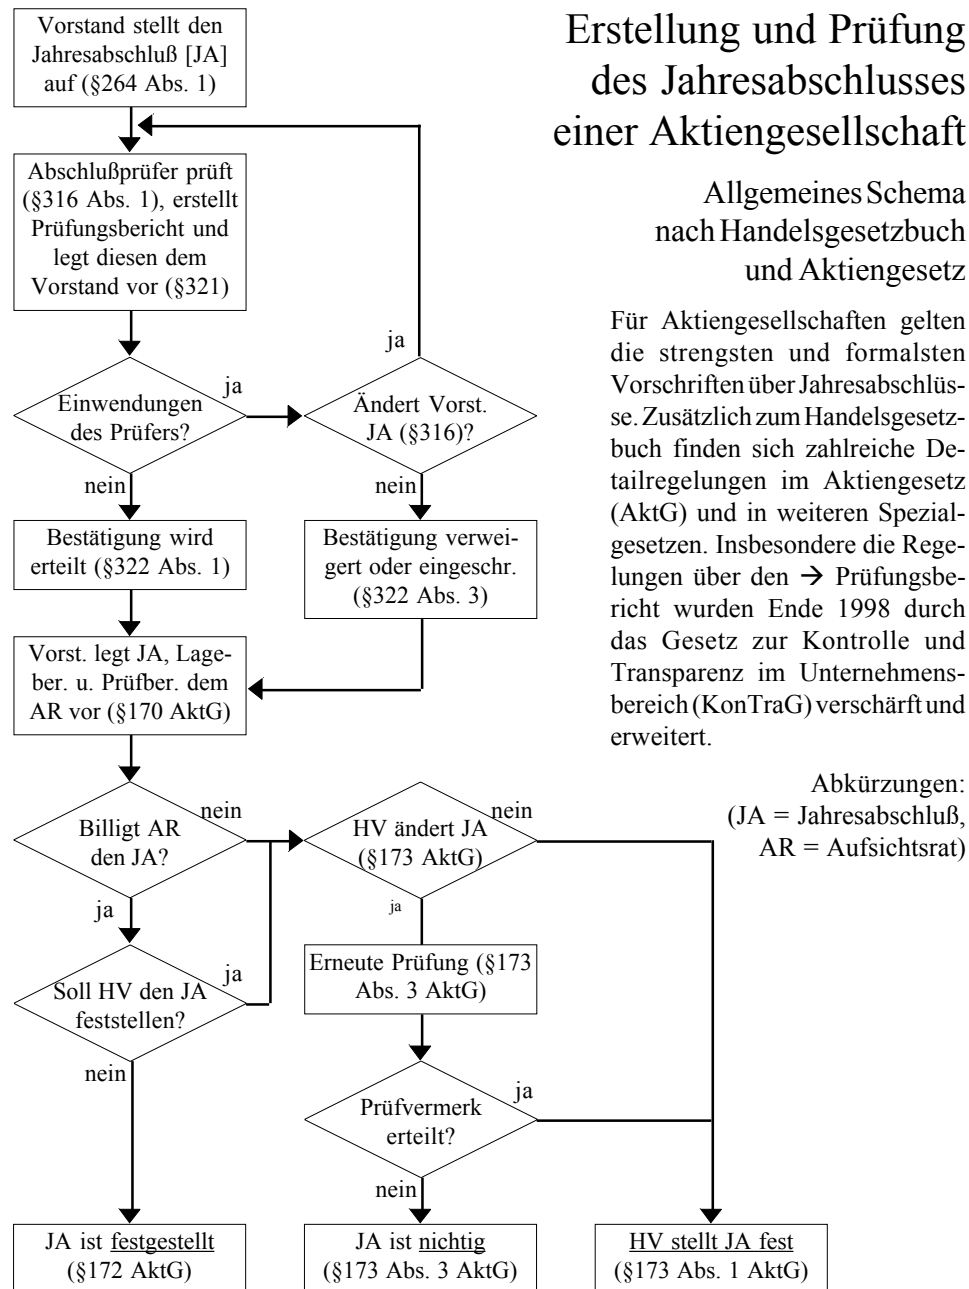 Erstellung und Prüfung
des Jahresabschlusses
einer Aktiengesellschaft
Allgemeines Schema
nach Handelsgesetzbuch
und Aktiengesetz
Für Aktiengesellschaften gelten
die strengsten und formalsten
Vorschriften über Jahresabschlüs-
se. Zusätzlich zum Handelsgesetz-
buch finden sich zahlreiche De-
tailregelungen im Aktiengesetz
(AktG) und in weiteren Spezial-
gesetzen. Insbesondere die Rege-
lungen über den → Prüfungsbe-
richt wurden Ende 1998 durch
das Gesetz zur Kontrolle und
Transparenz im Unternehmens-
bereich (KonTraG) verschärft und
erweitert.
Abkürzungen:
(JA = Jahresabschluß,
AR = Aufsichtsrat)
Vorstand stellt den
Jahresabschluß [JA]
auf (§264 Abs. 1)
Abschlußprüfer prüft
(§316 Abs. 1), erstellt
Prüfungsbericht und
legt diesen dem
Vorstand vor (§321)
Einwendungen
des Prüfers?
ja
nein
Ändert Vorst.
JA (§316)?
ja
nein
Bestätigung wird
erteilt (§322 Abs. 1)
Bestätigung verwei-
gert oder eingeschr.
(§322 Abs. 3)
Vorst. legt JA, Lage-
ber. u. Prüfber. dem
AR vor (§170 AktG)
Billigt AR
den JA?
nein
ja
HV ändert JA
(§173 AktG)
nein
ja
Soll HV den JA
feststellen?
ja
nein
Erneute Prüfung (§173
Abs. 3 AktG)
Prüfvermerk
erteilt?
ja
nein
JA ist festgestellt
(§172 AktG)
JA ist nichtig
(§173 Abs. 3 AktG)
HV stellt JA fest
(§173 Abs. 1 AktG)